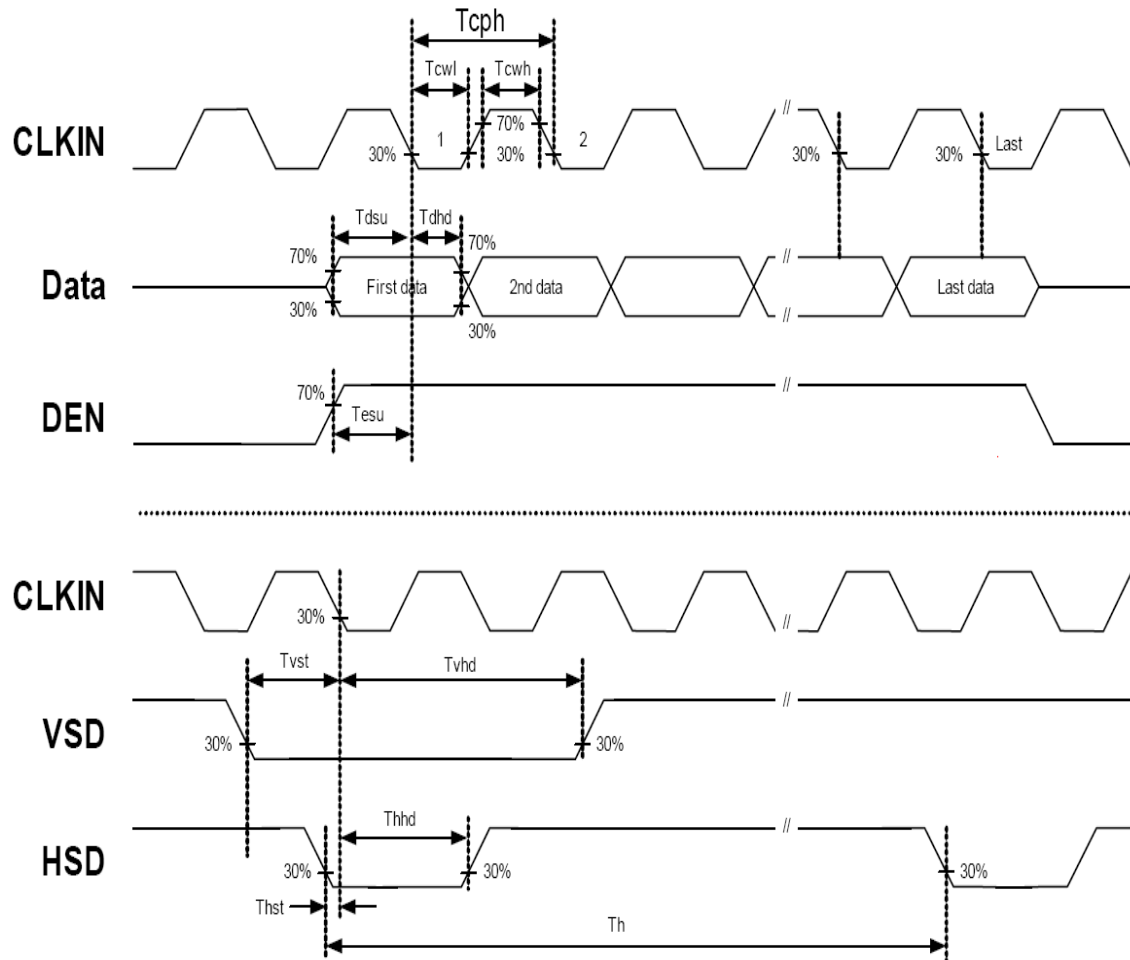 Tcph
Tcwl Tcwh
CLKIN 30% 1 70% 30% 2 // 30% 30% Last
//
Tdsu Tdhd
70% 70% //
Data First data 2nd data Last data
30% 30% //
DEN 70% //
Tesu
CLKIN 30% //
//
Tvst Tvhd
//
VSD 30% 30%
Thhd //
HSD 30% 30% 30%
Thst
Th